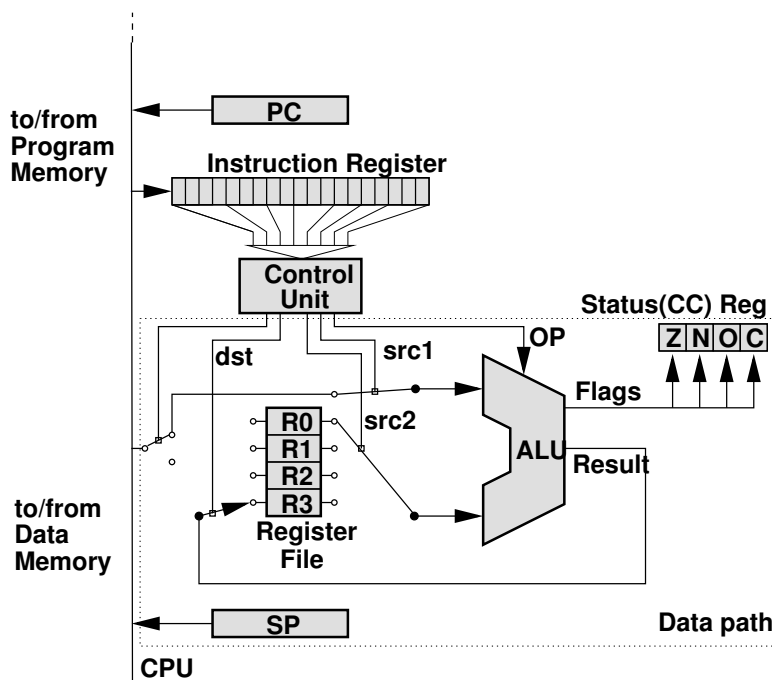 PC
to/from
Program
Memory
Instruction Register
Control
Unit
Status(CC) Reg
Z N O C
OP
dst
src1
Flags
src2
R0
R1
R2
R3
ALU
Result
Register
File
to/from
Data
Memory
SP
Data path
CPU